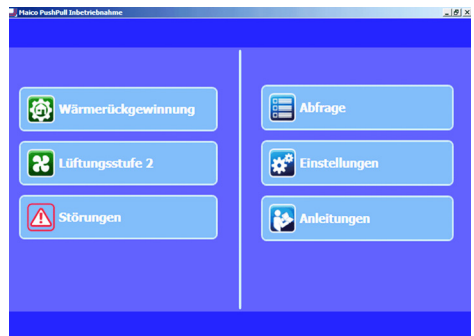 Maico PushPull Inbetriebnahme
Wärmerückgewinnung
Lüftungsstufe 2
Störungen
Abfrage
Einstellungen
Anleitungen